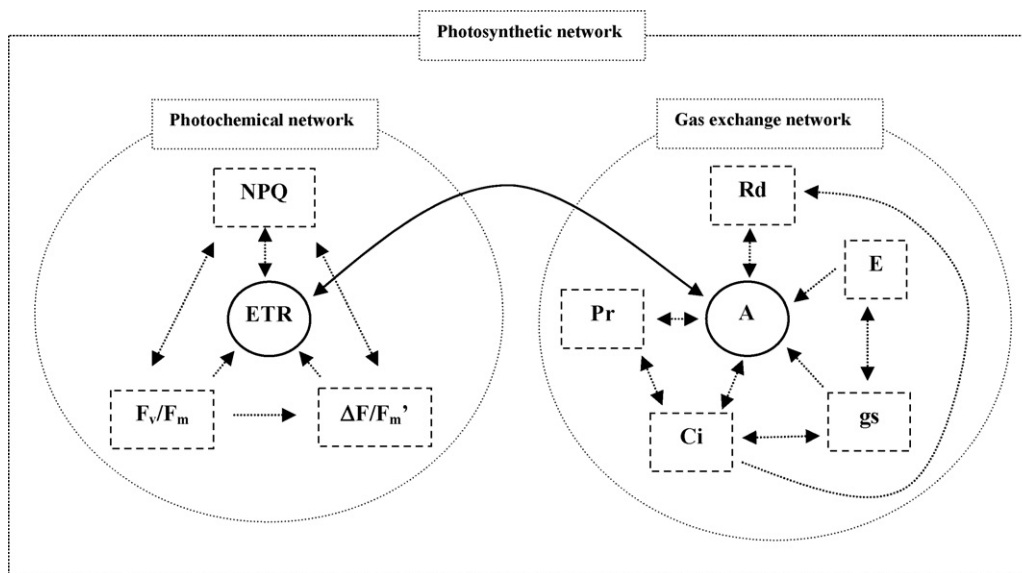 Photosynthetic network
Photochemical network
Gas exchange network
NPQ
Rd
E
ETR
Pr
A
Fv/Fm
ΔF/Fm’
Ci
gs